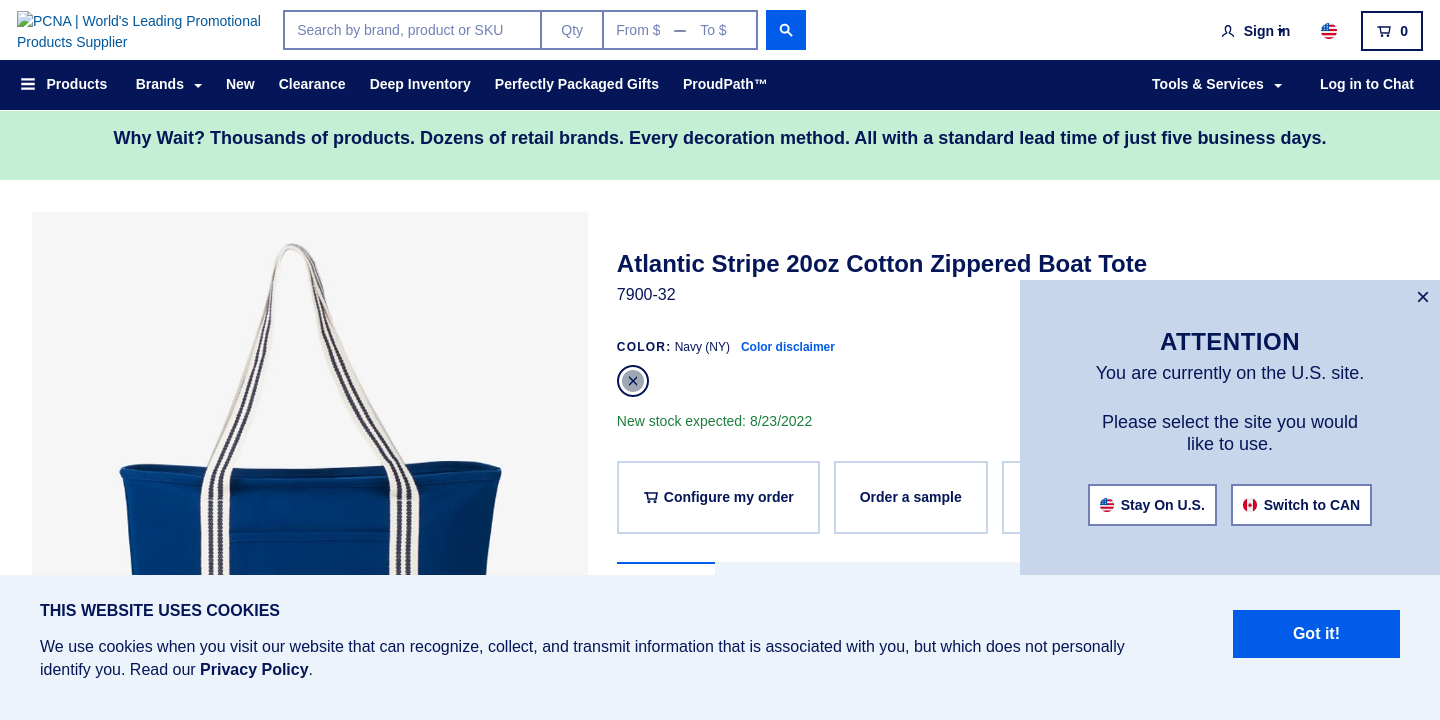 PCNA | World's Leading Promotional
Products Supplier
Search by brand, product or SKU
Qty
From $ — To $
Sign in
0
Products
Brands
New
Clearance
Deep Inventory
Perfectly Packaged Gifts
ProudPath™
Tools & Services
Log in to Chat
Why Wait? Thousands of products. Dozens of retail brands. Every decoration method. All with a standard lead time of just five business days.
Atlantic Stripe 20oz Cotton Zippered Boat Tote
7900-32
COLOR: Navy (NY) Color disclaimer
New stock expected: 8/23/2022
Configure my order
Order a sample
×
ATTENTION
You are currently on the U.S. site.
Please select the site you would
like to use.
Stay On U.S.
Switch to CAN
THIS WEBSITE USES COOKIES
We use cookies when you visit our website that can recognize, collect, and transmit information that is associated with you, but which does not personally
identify you. Read our Privacy Policy.
Got it!